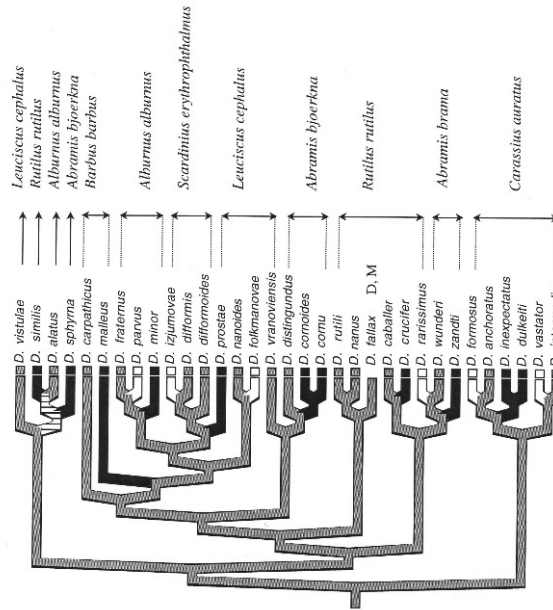 Leuciscus cephalus
Rutilus rutilus
Alburnus alburnus
Abramis bjoerkna
Barbus barbus
Alburnus alburnus
Scardinius erythrophthalmus
Leuciscus cephalus
Abramis bjoerkna
Rutilus rutilus
Abramis brama
Carassius auratus
D. vistulae
D. similis
D. alatus
D. sphyrna
D. carpathicus
D. malleus
D. fraternus
D. parvus
D. minor
D. izjumovae
D. difformis
D. difformoides
D. prostae
D. nanoides
D. folkmanovae
D. vranoviensis
D. distingundus
D. cornoides
D. cornu
D. rutili
D. nanus
D. fallax D, M
D. caballer
D. crucifer
D. rarissimus
D. wunderi
D. zandti
D. formosus
D. anchoratus
D. inexpectatus
D. dulkeiti
D. vastator